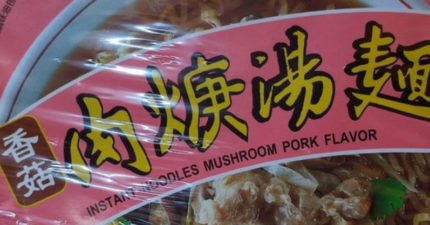 香菇
肉焿湯麵
INSTANT NOODLES MUSHROOM PORK FLAVOR